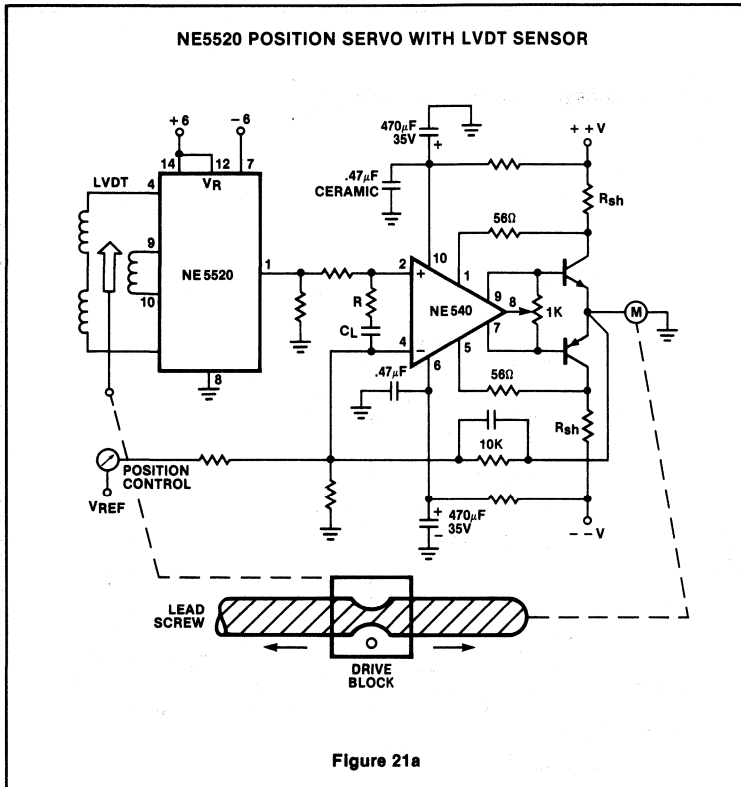 NE5520 POSITION SERVO WITH LVDT SENSOR
470μF
35V
+
+ +V
+6
-6
14
12
7
VR
.47μF
CERAMIC
Rsh
LVDT
4
56Ω
9
10
NE5520
1
2
+
10
1
R
NE540
9
8
7
1K
M
CL
4
−
5
6
8
.47μF
56Ω
Rsh
10K
POSITION
CONTROL
VREF
+
470μF
35V
−
− −V
LEAD
SCREW
DRIVE
BLOCK
Figure 21a